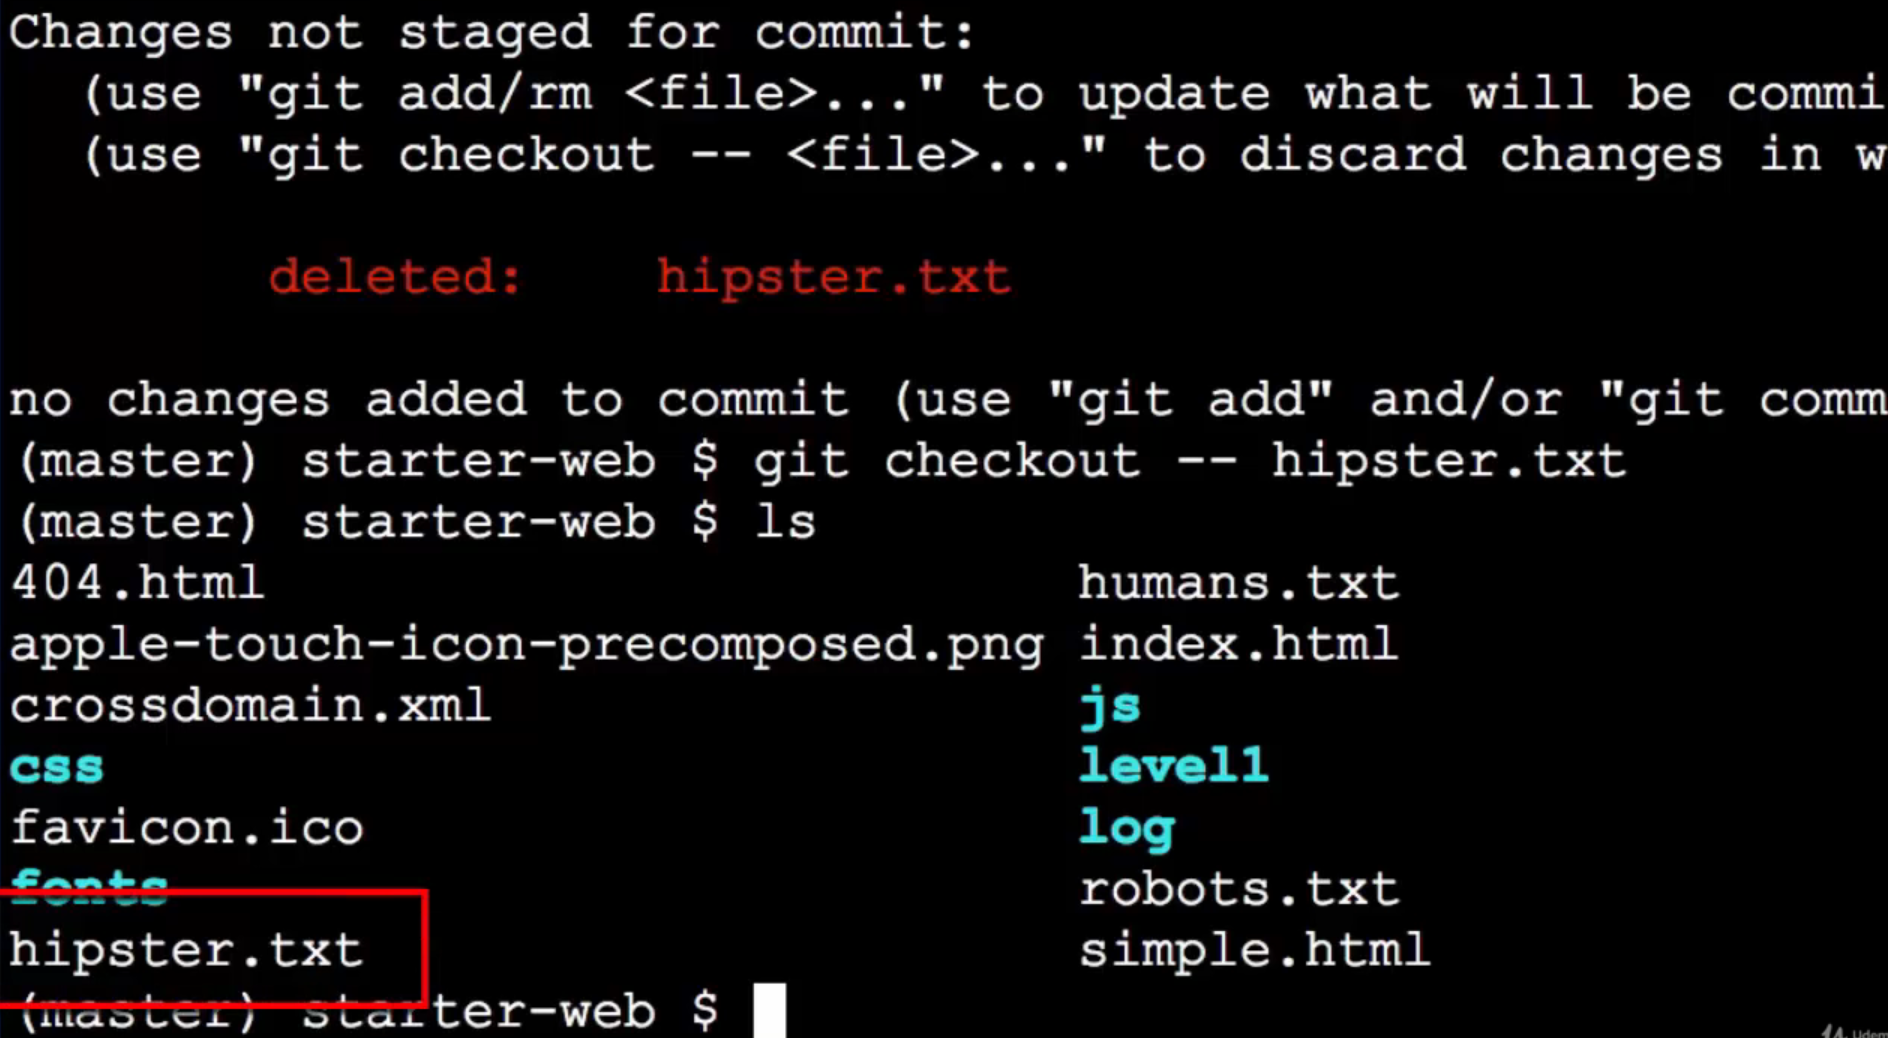 Changes not staged for commit:
(use "git add/rm <file>..." to update what will be commi
(use "git checkout -- <file>..." to discard changes in w
deleted: hipster.txt
no changes added to commit (use "git add" and/or "git comm
(master) starter-web $ git checkout -- hipster.txt
(master) starter-web $ ls
404.html humans.txt
apple-touch-icon-precomposed.png index.html
crossdomain.xml js
css level1
favicon.ico log
fonts robots.txt
hipster.txt simple.html
(master) starter-web $